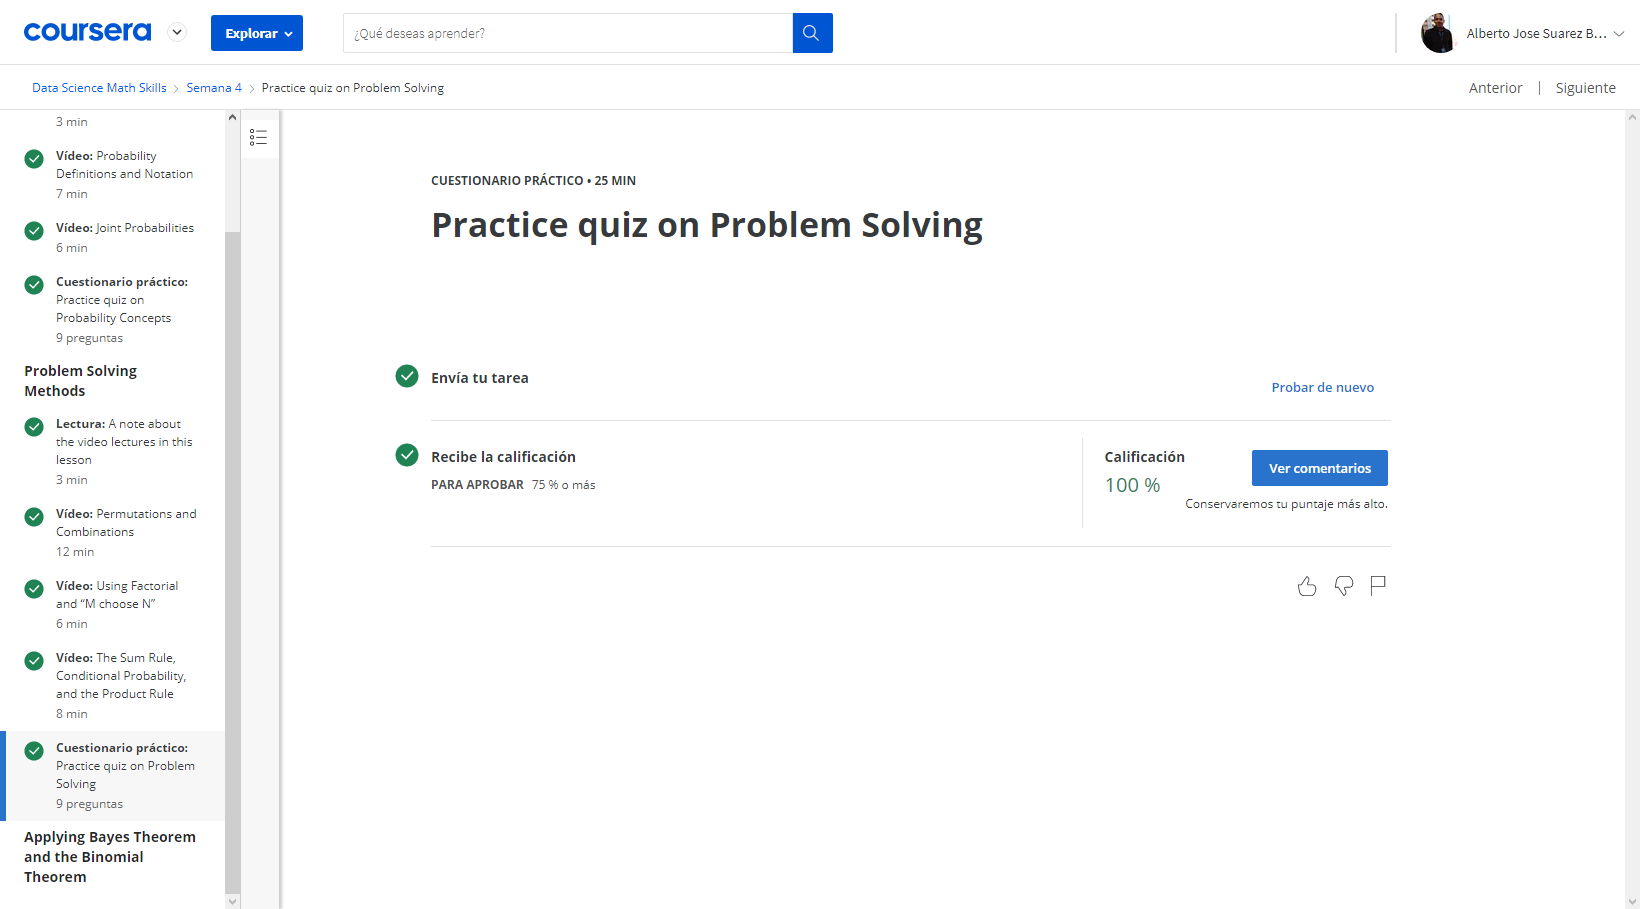 coursera
Explorar
¿Qué deseas aprender?
Alberto Jose Suarez B...
Data Science Math Skills
Semana 4
Practice quiz on Problem Solving
Anterior | Siguiente
3 min
Vídeo: Probability
Definitions and Notation
7 min
Vídeo: Joint Probabilities
6 min
Cuestionario práctico:
Practice quiz on
Probability Concepts
9 preguntas
Problem Solving
Methods
Lectura: A note about
the video lectures in this
lesson
3 min
Vídeo: Permutations and
Combinations
12 min
Vídeo: Using Factorial
and “M choose N”
6 min
Vídeo: The Sum Rule,
Conditional Probability,
and the Product Rule
8 min
Cuestionario práctico:
Practice quiz on Problem
Solving
9 preguntas
Applying Bayes Theorem
and the Binomial
Theorem
CUESTIONARIO PRÁCTICO • 25 MIN
Practice quiz on Problem Solving
Envía tu tarea
Probar de nuevo
Recibe la calificación
PARA APROBAR 75 % o más
Calificación
100 %
Ver comentarios
Conservaremos tu puntaje más alto.